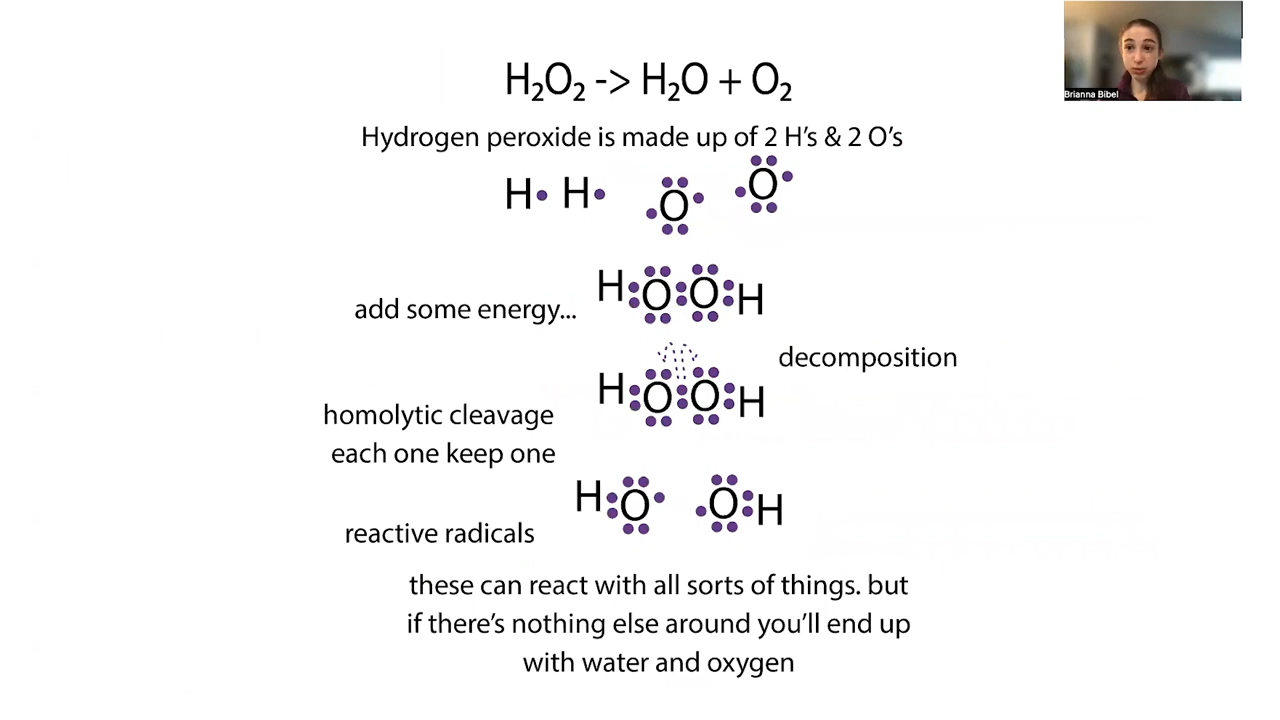 H₂O₂ -> H₂O + O₂
Brianna Bibel
Hydrogen peroxide is made up of 2 H's & 2 O's
H H O O
add some energy...
H O O H
decomposition
H O O H
homolytic cleavage
each one keep one
H O O H
reactive radicals
these can react with all sorts of things. but
if there's nothing else around you'll end up
with water and oxygen